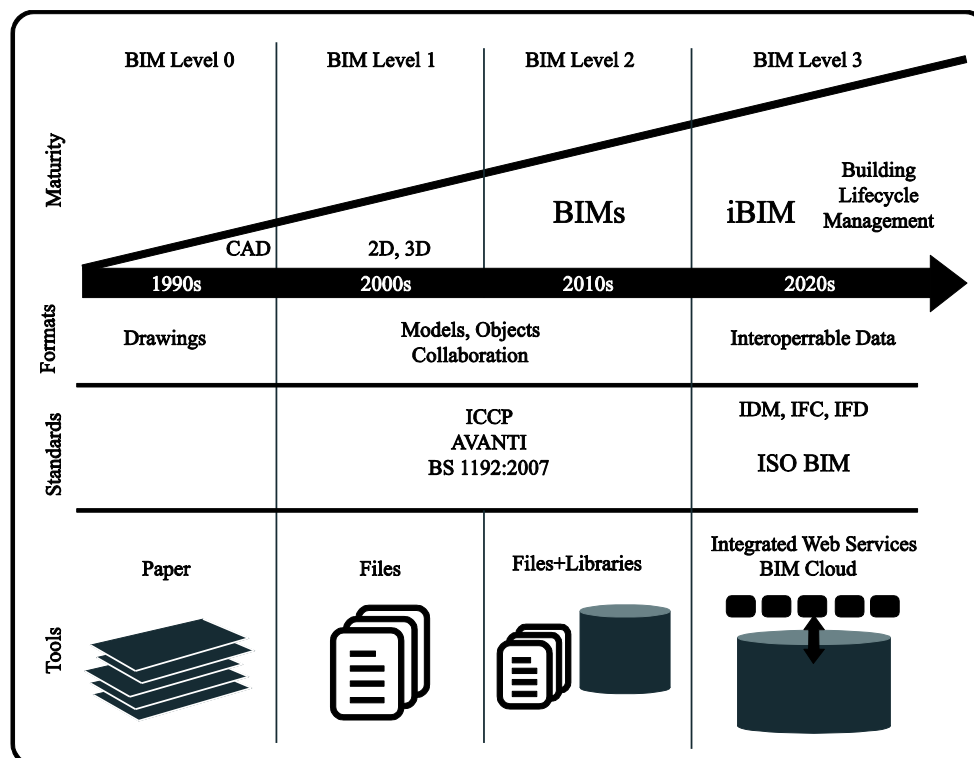 BIM Level 0
BIM Level 1
BIM Level 2
BIM Level 3
Maturity
CAD
2D, 3D
BIMs
iBIM
Building
Lifecycle
Management
1990s
2000s
2010s
2020s
Formats
Drawings
Models, Objects
Collaboration
Interoperrable Data
Standards
ICCP
AVANTI
BS 1192:2007
IDM, IFC, IFD
ISO BIM
Tools
Paper
Files
Files+Libraries
Integrated Web Services
BIM Cloud